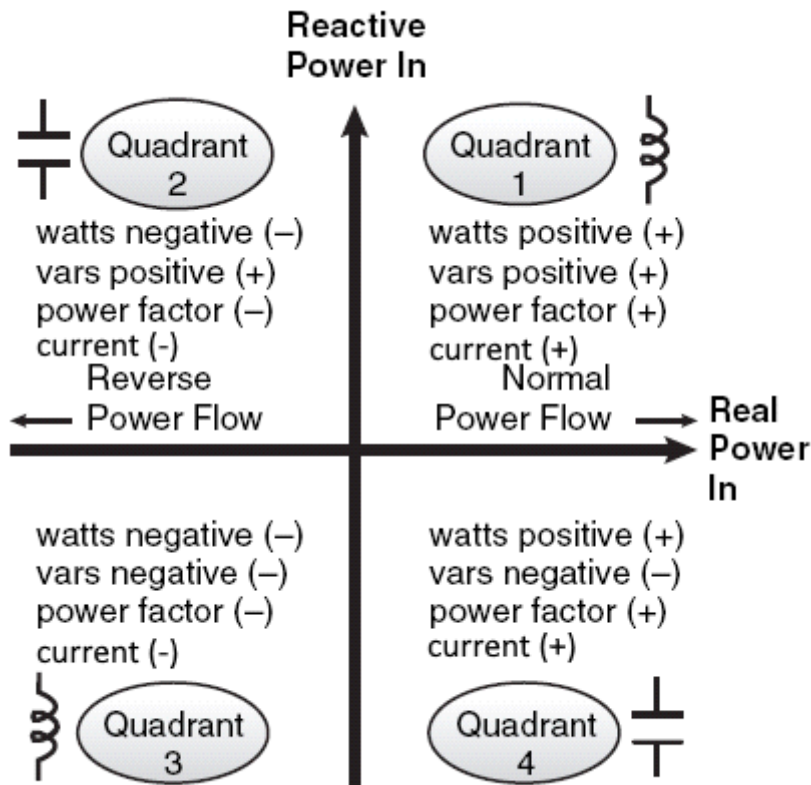 Reactive
Power In
Quadrant
2
watts negative (–)
vars positive (+)
power factor (–)
current (-)
Reverse
Power Flow
Quadrant
1
watts positive (+)
vars positive (+)
power factor (+)
current (+)
Normal
Power Flow
Real
Power
In
watts negative (–)
vars negative (–)
power factor (–)
current (-)
Quadrant
3
watts positive (+)
vars negative (–)
power factor (+)
current (+)
Quadrant
4